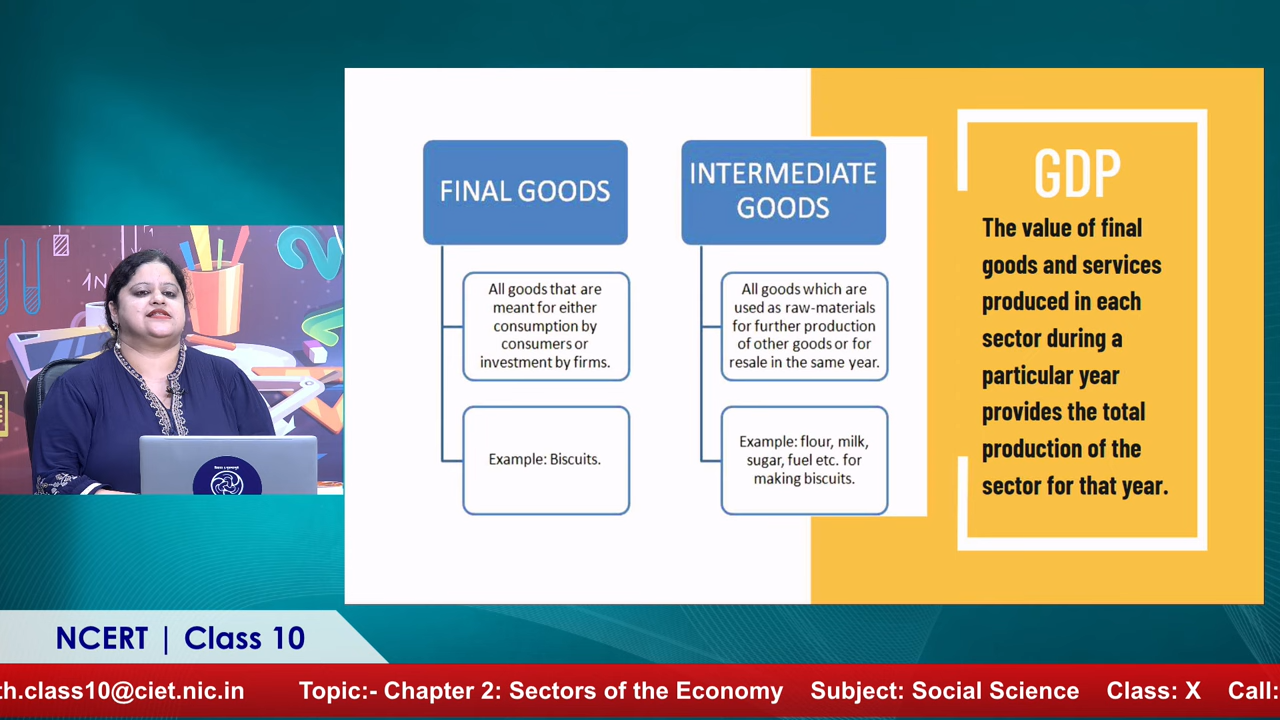 FINAL GOODS
All goods that are
meant for either
consumption by
consumers or
investment by firms.
Example: Biscuits.
INTERMEDIATE
GOODS
All goods which are
used as raw-materials
for further production
of other goods or for
resale in the same year.
Example: flour, milk,
sugar, fuel etc. for
making biscuits.
GDP
The value of final
goods and services
produced in each
sector during a
particular year
provides the total
production of the
sector for that year.
NCERT | Class 10
th.class10@ciet.nic.in Topic:- Chapter 2: Sectors of the Economy Subject: Social Science Class: X Call: